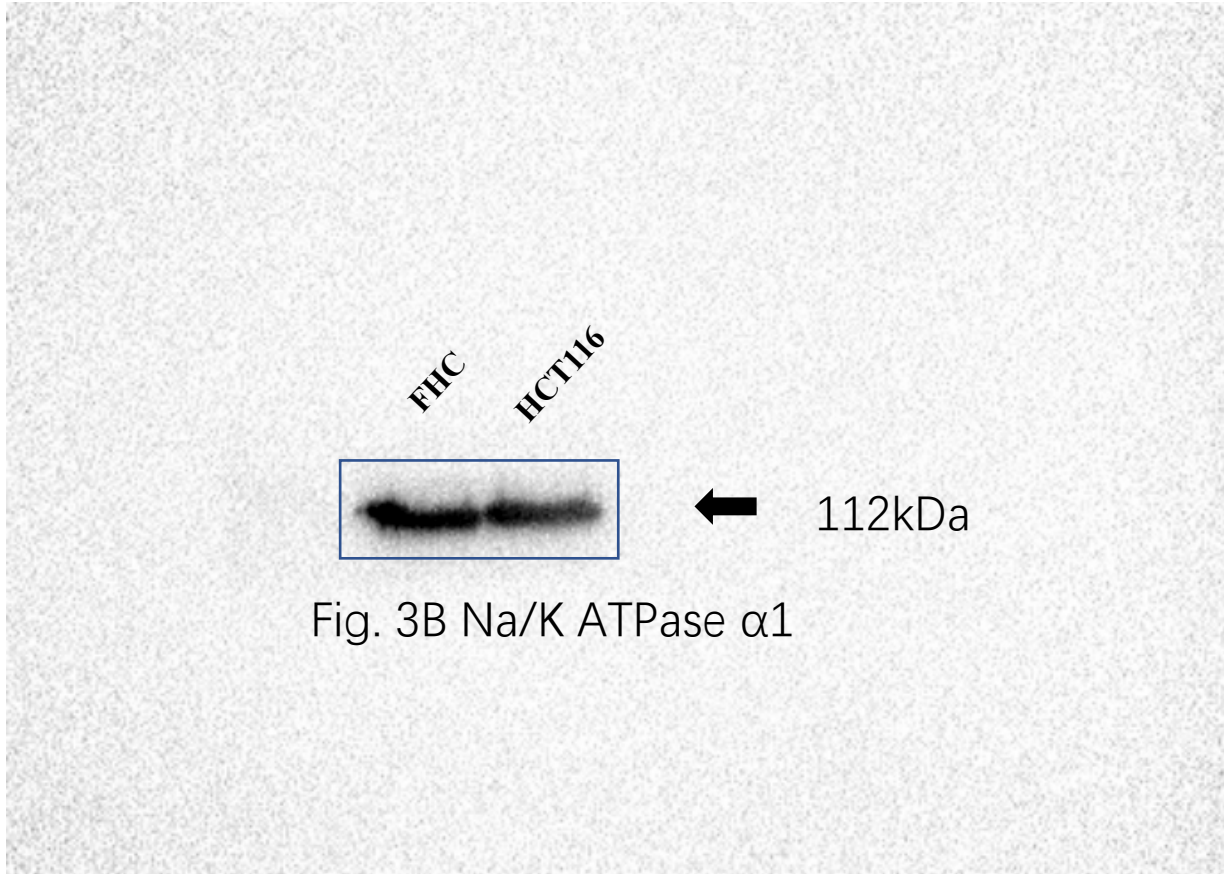 FHC
HCT116
112kDa
Fig. 3B Na/K ATPase α1